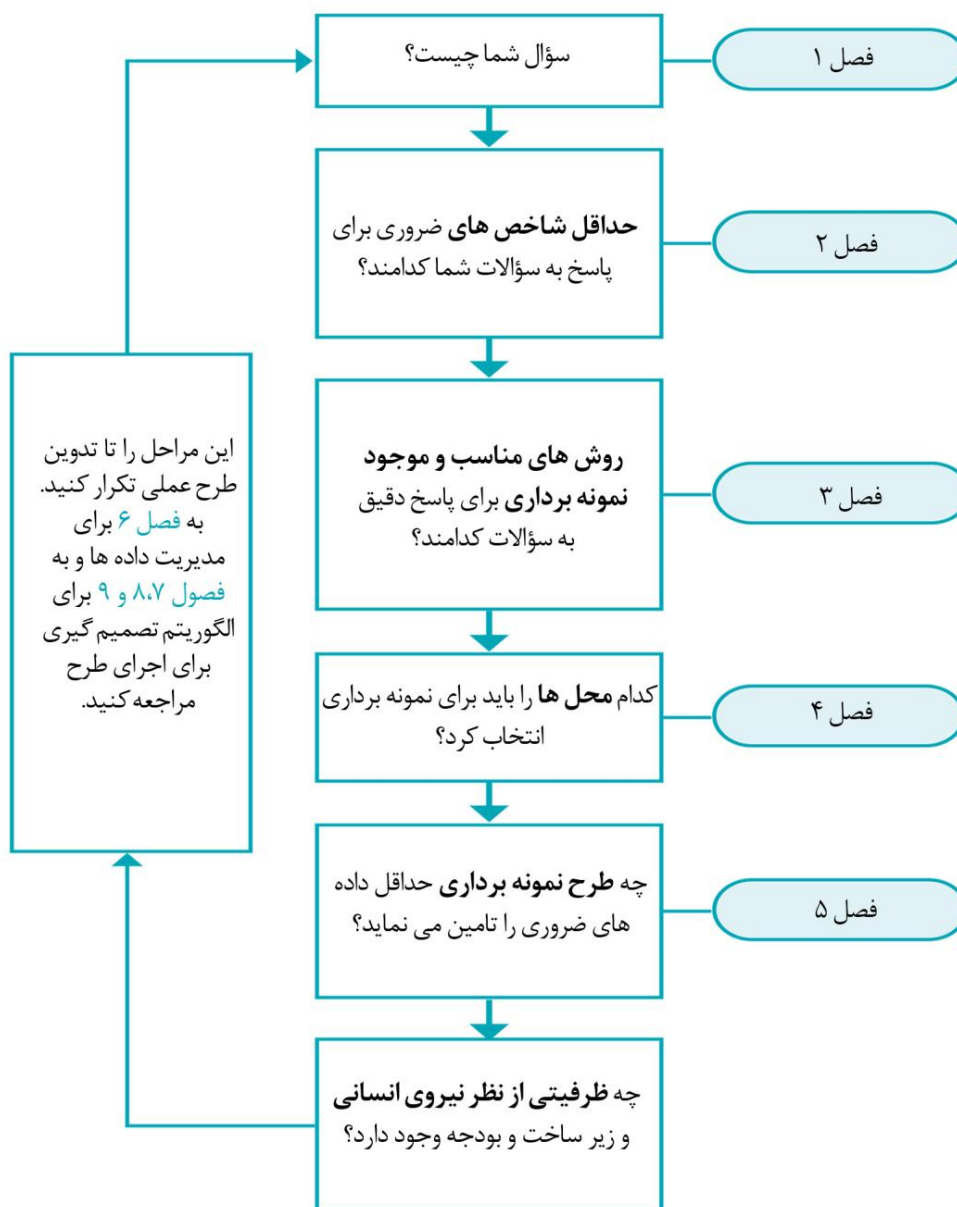 سؤال شما چیست؟
فصل ۱
حداقل شاخص های ضروری برای
پاسخ به سؤالات شما کدامند؟
فصل ۲
روش های مناسب و موجود
نمونه برداری برای پاسخ دقیق
به سؤالات کدامند؟
فصل ۳
کدام محل ها را باید برای نمونه برداری
انتخاب کرد؟
فصل ۴
چه طرح نمونه برداری حداقل داده
های ضروری را تامین می نماید؟
فصل ۵
چه ظرفیتی از نظر نیروی انسانی
و زیر ساخت و بودجه وجود دارد؟
این مراحل را تا تدوین
طرح عملی تکرار کنید.
به فصل ۶ برای
مدیریت داده ها و به
فصول ۸،۷ و ۹ برای
الگوریتم تصمیم گیری
برای اجرای طرح
مراجعه کنید.